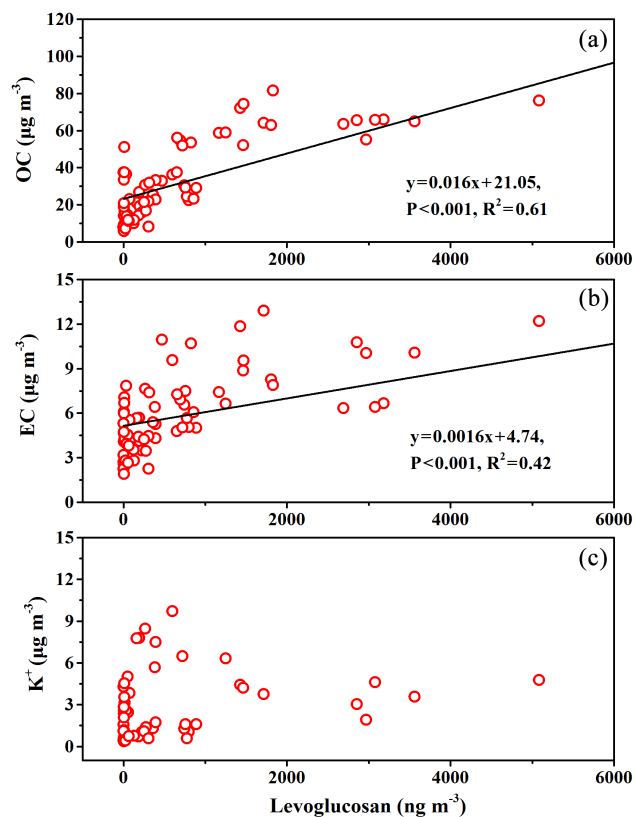 (a)
OC (μg m⁻³)
120
100
80
60
40
20
0
y=0.016x+21.05,
P<0.001, R²=0.61
0 2000 4000 6000
(b)
EC (μg m⁻³)
15
12
9
6
3
0
y=0.0016x+4.74,
P<0.001, R²=0.42
0 2000 4000 6000
(c)
K⁺ (μg m⁻³)
15
12
9
6
3
0
0 2000 4000 6000
Levoglucosan (ng m⁻³)